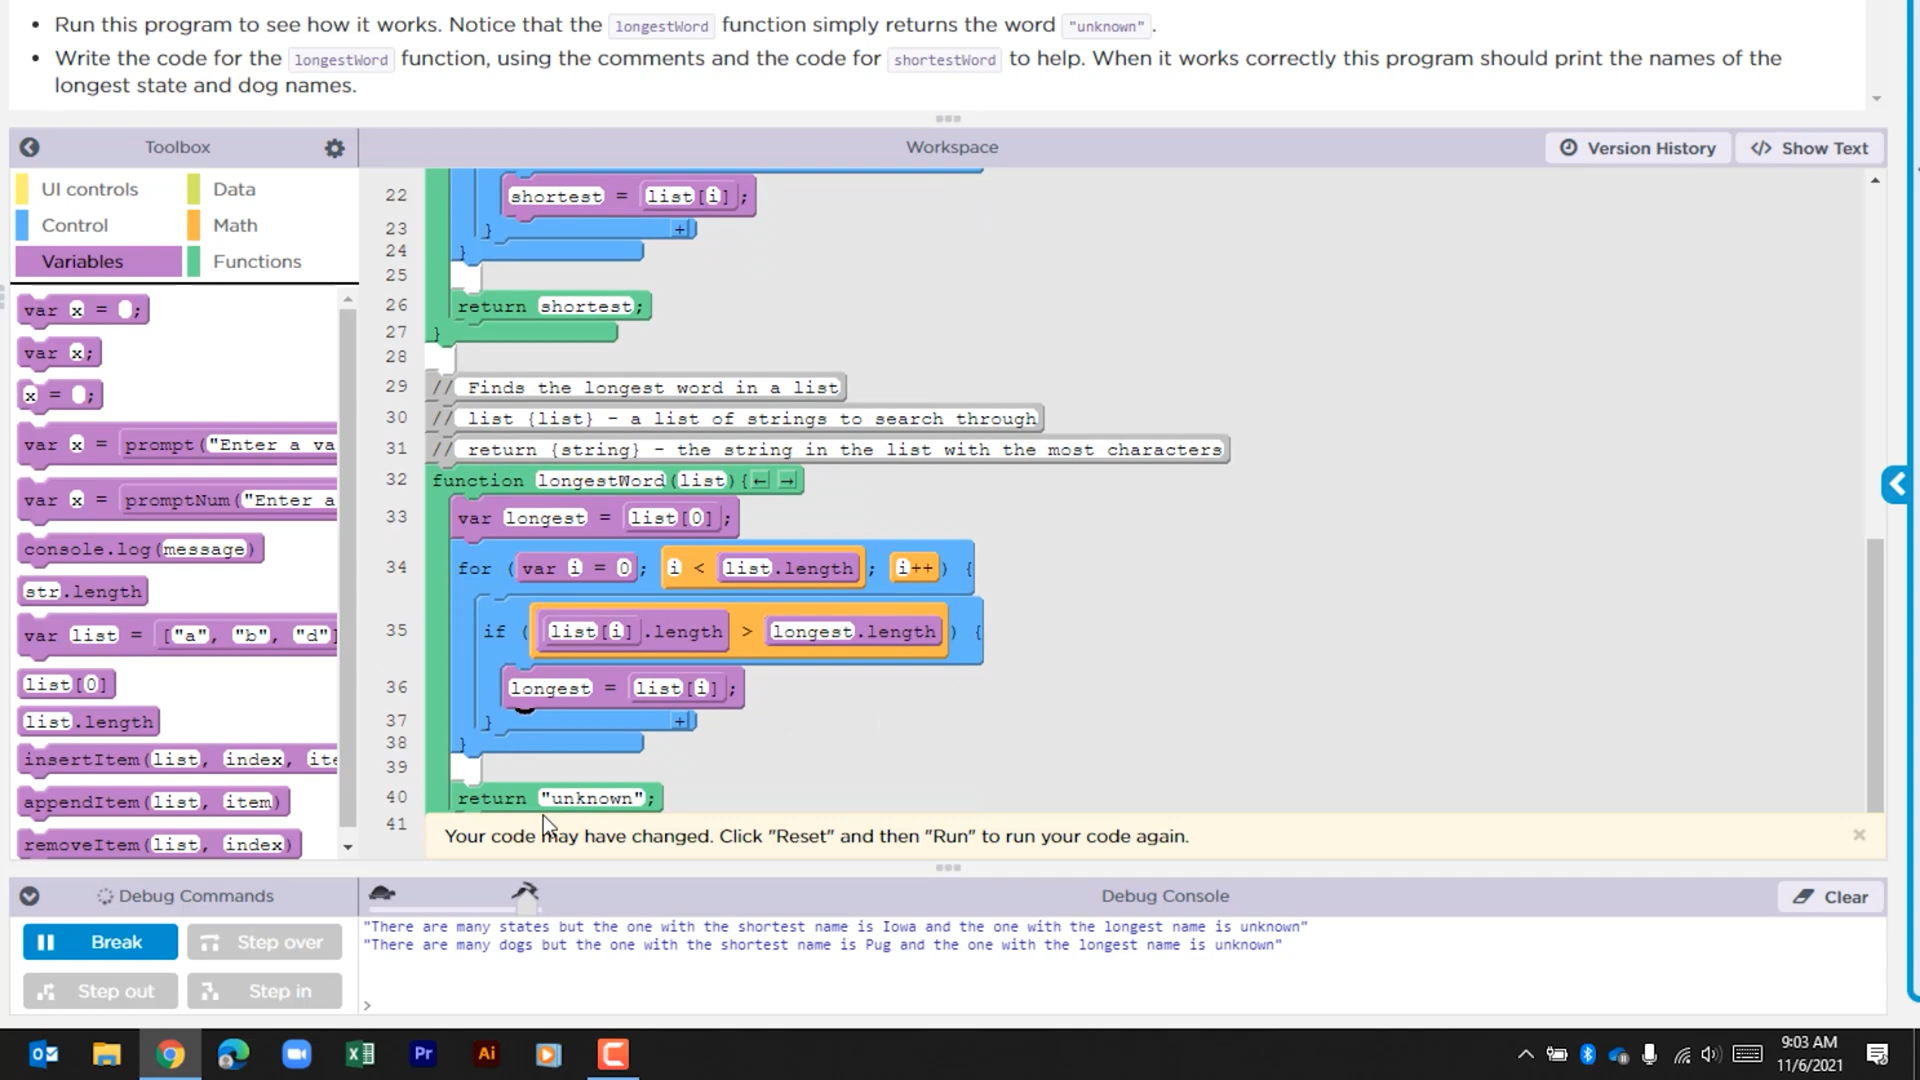 Run this program to see how it works. Notice that the longestWord function simply returns the word "unknown".
Write the code for the longestWord function, using the comments and the code for shortestWord to help. When it works correctly this program should print the names of the
longest state and dog names.
Toolbox
Workspace
Version History
</> Show Text
UI controls
Data
Control
Math
Variables
Functions
var x = ;
var x;
x = ;
var x = prompt("Enter a va
var x = promptNum("Enter a
console.log(message)
str.length
var list = ["a", "b", "d"]
list[0]
list.length
insertItem(list, index, ite
appendItem(list, item)
removeItem(list, index)
22 shortest = list[i];
23 } +
24 }
25
26 return shortest;
27 }
28
29 // Finds the longest word in a list
30 // list {list} - a list of strings to search through
31 // return {string} - the string in the list with the most characters
32 function longestWord(list){ ← →
33 var longest = list[0];
34 for (var i = 0; i < list.length; i++) {
35 if (list[i].length > longest.length) {
36 longest = list[i];
37 } +
38 }
39
40 return "unknown";
41
Your code may have changed. Click "Reset" and then "Run" to run your code again. ×
Debug Commands
Debug Console
Clear
Break
Step over
Step out
Step in
"There are many states but the one with the shortest name is Iowa and the one with the longest name is unknown"
"There are many dogs but the one with the shortest name is Pug and the one with the longest name is unknown"
>
Pr
Ai
9:03 AM
11/6/2021